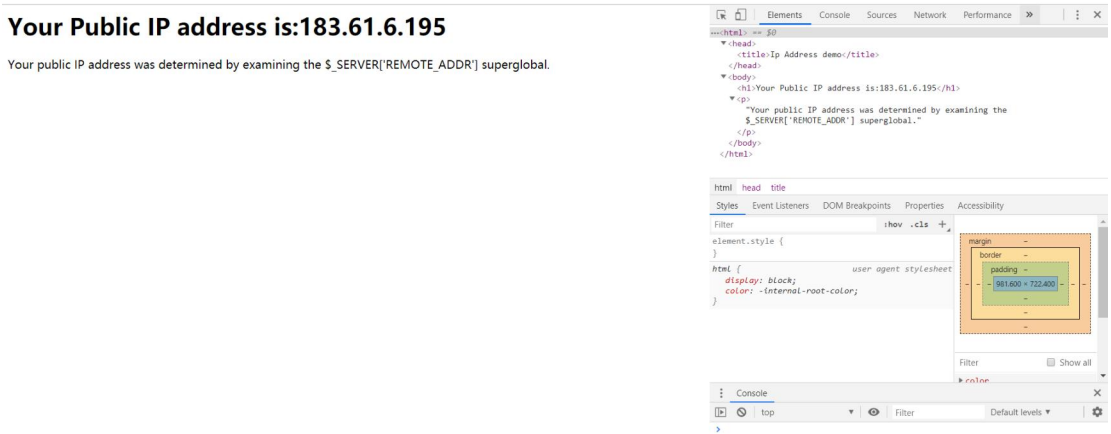 Your Public IP address is:183.61.6.195
Your public IP address was determined by examining the $_SERVER['REMOTE_ADDR'] superglobal.
Elements Console Sources Network Performance »
···<html> == $0
▼<head>
<title>Ip Address demo</title>
</head>
▼<body>
<h1>Your Public IP address is:183.61.6.195</h1>
▼<p>
"Your public IP address was determined by examining the
$_SERVER['REMOTE_ADDR'] superglobal."
</p>
</body>
</html>
html head title
Styles Event Listeners DOM Breakpoints Properties Accessibility
Filter :hov .cls +
element.style {
}
html { user agent stylesheet
display: block;
color: -internal-root-color;
}
margin –
border –
padding –
– – – 981.600 × 722.400 – – –
–
–
–
Filter Show all
▶ color
Console
top ▼ Filter Default levels ▼
>